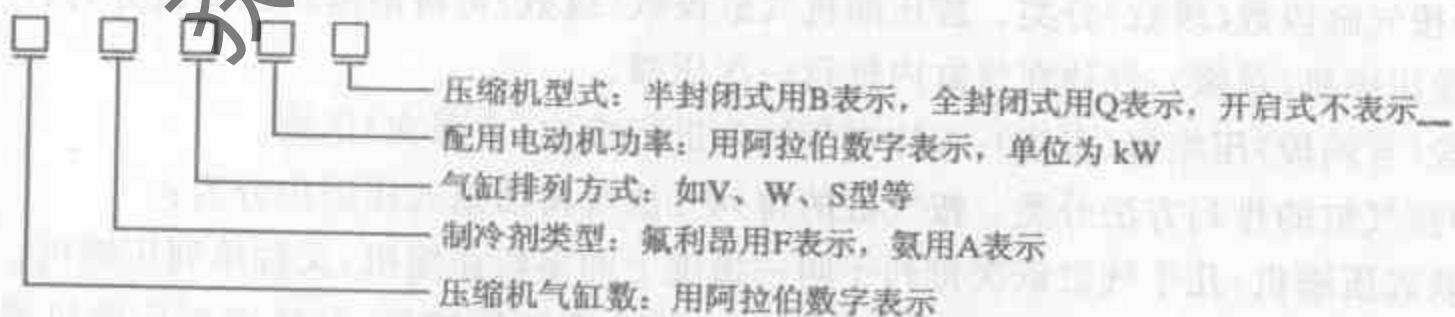 压缩机型式：半封闭式用B表示，全封闭式用Q表示，开启式不表示
配用电动机功率：用阿拉伯数字表示，单位为 kW
气缸排列方式：如V、W、S型等
制冷剂类型：氟利昂用F表示，氨用A表示
压缩机气缸数：用阿拉伯数字表示